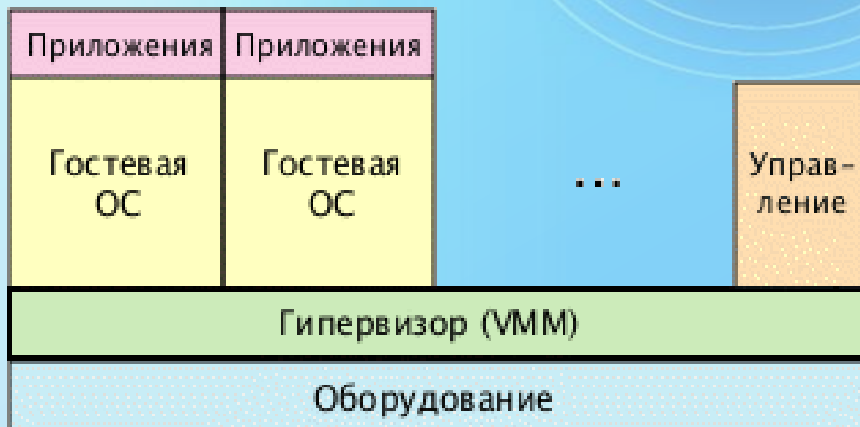 Приложения
Приложения
Гостевая
ОС
Гостевая
ОС
...
Управ-
ление
Гипервизор (VMM)
Оборудование